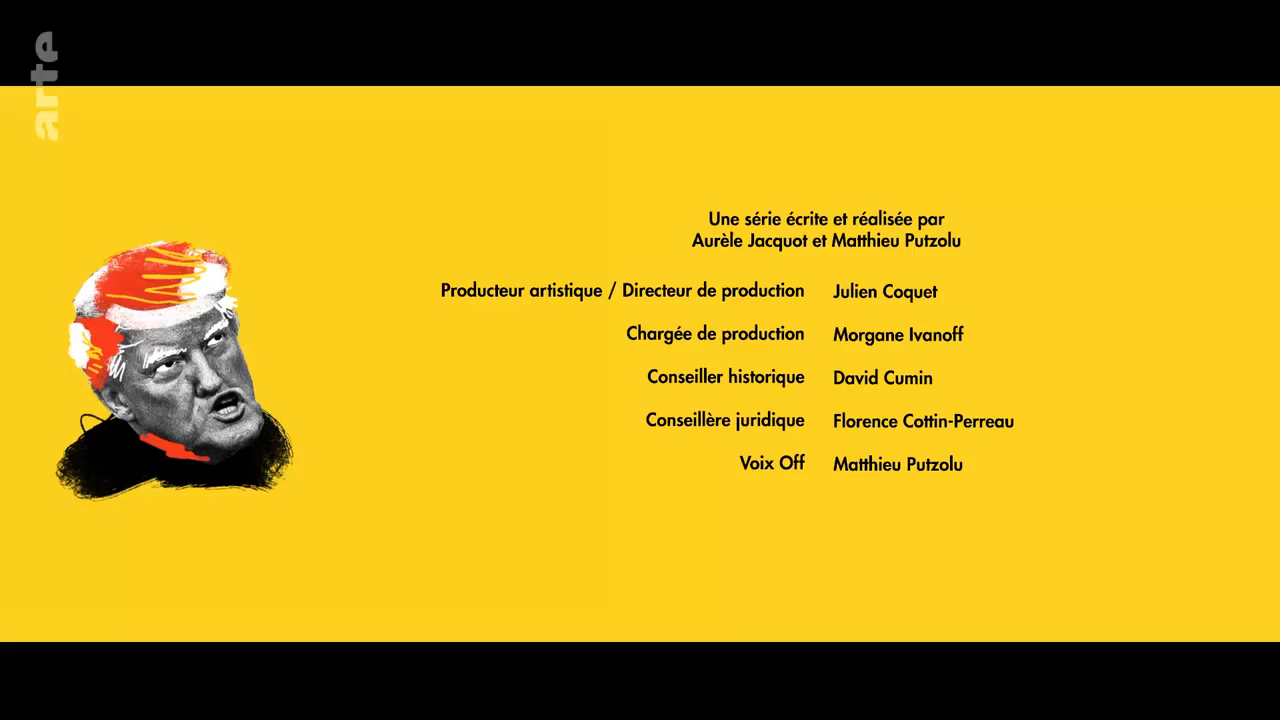 arte
Une série écrite et réalisée par
Aurèle Jacquot et Matthieu Putzolu
Producteur artistique / Directeur de production Julien Coquet
Chargée de production Morgane Ivanoff
Conseiller historique David Cumin
Conseillère juridique Florence Cottin-Perreau
Voix Off Matthieu Putzolu